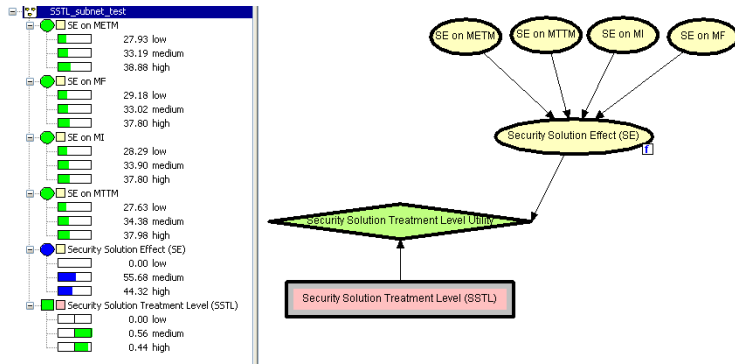 SSTL_subnet_test
SE on METM
27.93 low
33.19 medium
38.88 high
SE on MF
29.18 low
33.02 medium
37.80 high
SE on MI
28.29 low
33.90 medium
37.80 high
SE on MTTM
27.63 low
34.38 medium
37.98 high
Security Solution Effect (SE)
0.00 low
55.68 medium
44.32 high
Security Solution Treatment Level (SSTL)
0.00 low
0.56 medium
0.44 high
SE on METM
SE on MTTM
SE on MI
SE on MF
Security Solution Effect (SE)
f
Security Solution Treatment Level Utility
Security Solution Treatment Level (SSTL)